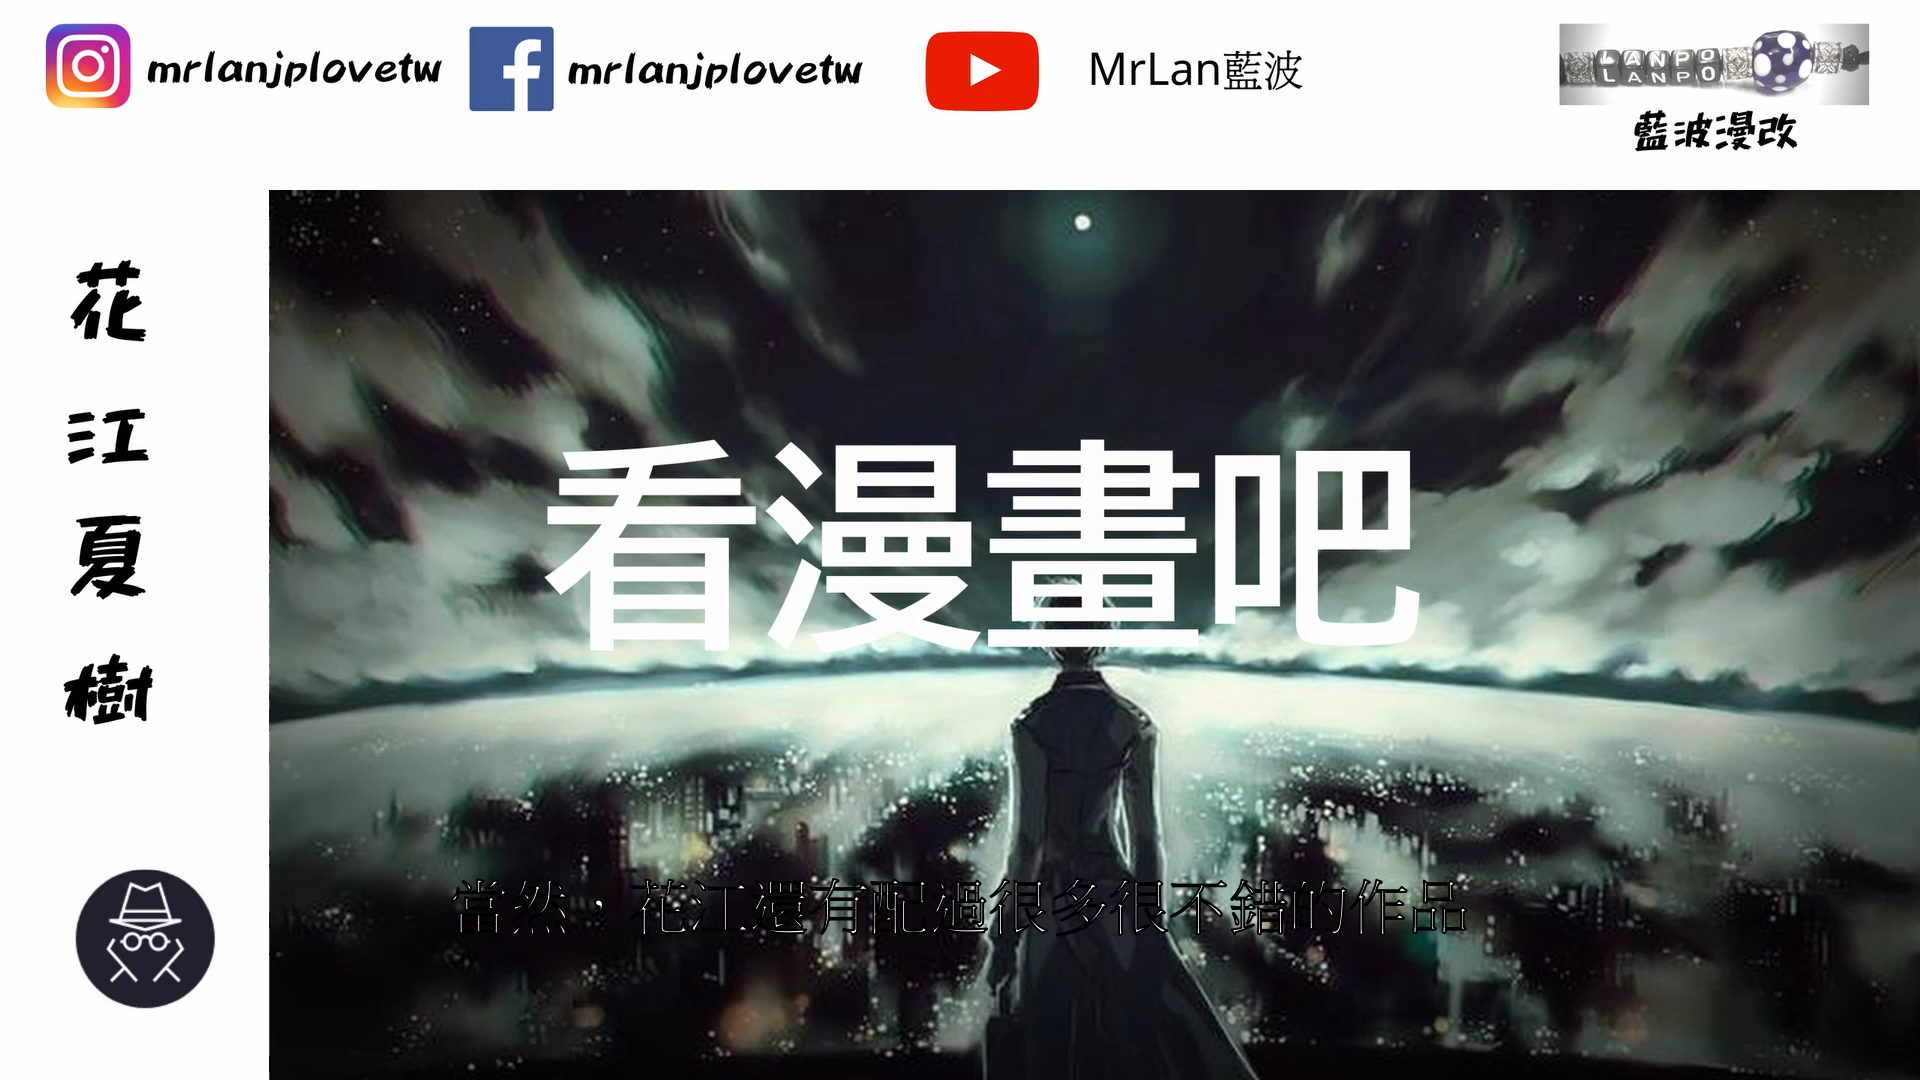 mrlanjplovetw
mrlanjplovetw
MrLan藍波
LANPO
LANPO
藍波漫改
花江夏樹
看漫畫吧
當然，花江還有配過很多很不錯的作品